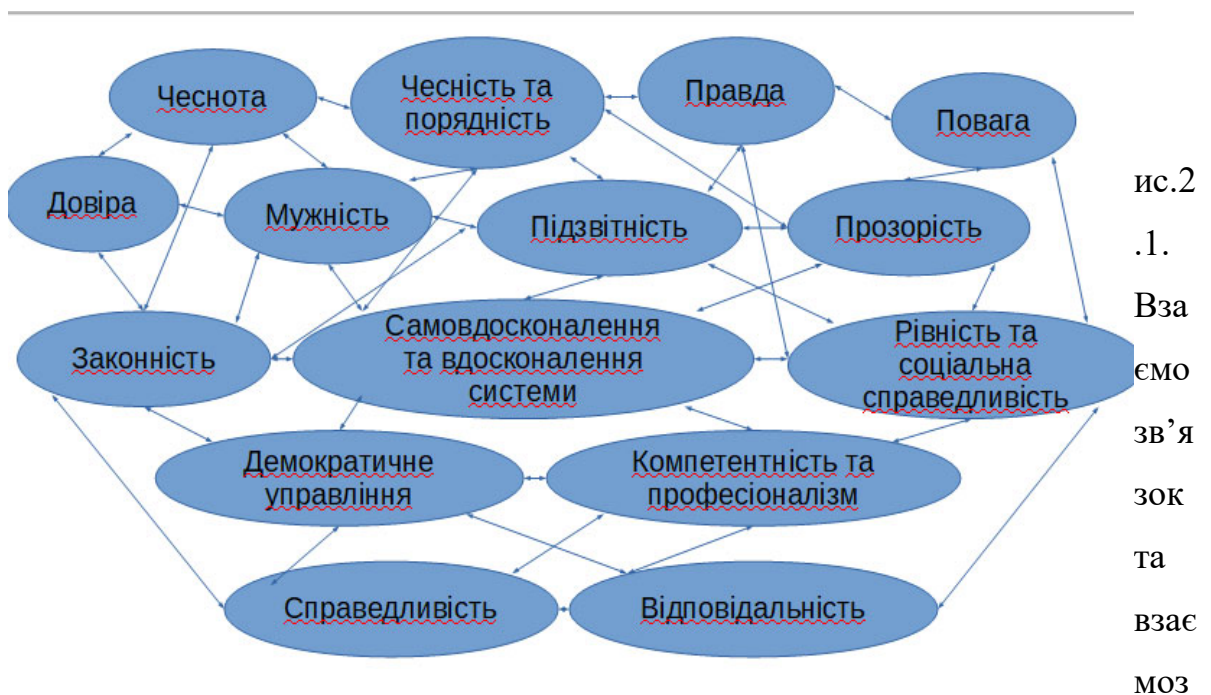 Чеснота
Чесність та
порядність
Правда
Повага
Довіра
Мужність
Підзвітність
Прозорість
Законність
Самовдосконалення
та вдосконалення
системи
Рівність та
соціальна
справедливість
Демократичне
управління
Компетентність та
професіоналізм
Справедливість
Відповідальність
ис.2
.1.
Вза
ємо
зв’я
зок
та
взає
моз